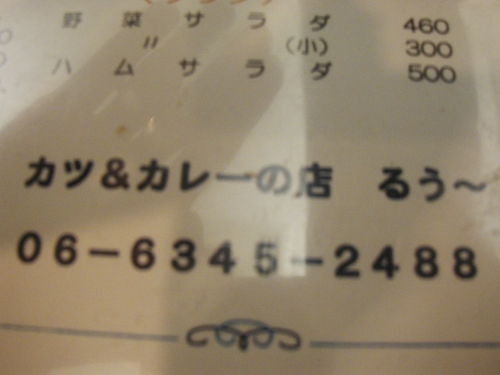 野菜サラダ 460
〃 (小) 300
ハムサラダ 500
カツ&カレーの店 るぅ〜
06-6345-2488